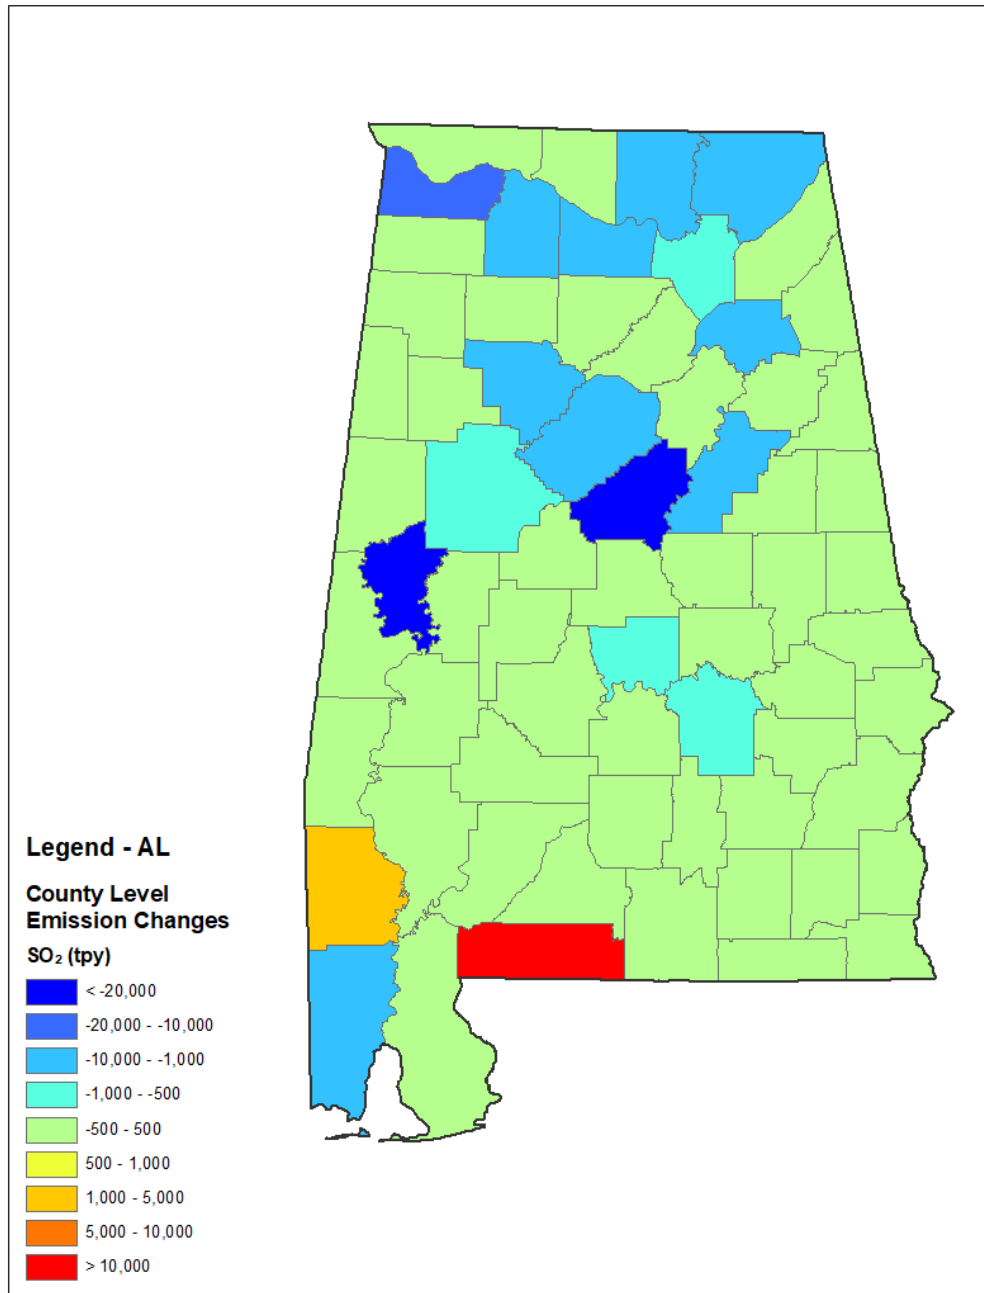 Legend - AL
County Level
Emission Changes
SO₂ (tpy)
< -20,000
-20,000 - -10,000
-10,000 - -1,000
-1,000 - -500
-500 - 500
500 - 1,000
1,000 - 5,000
5,000 - 10,000
> 10,000